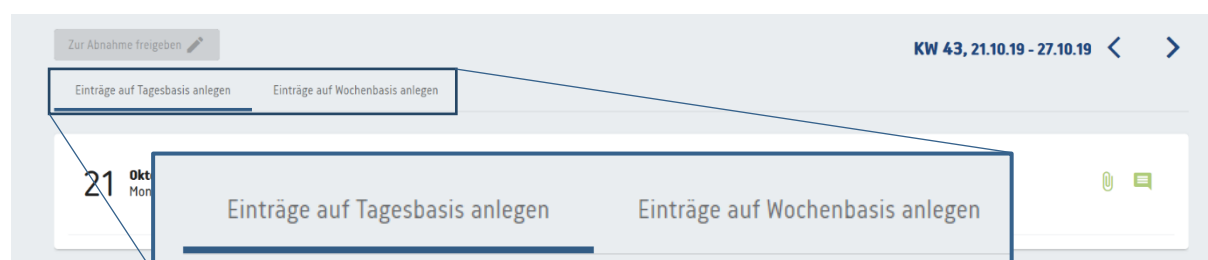 Zur Abnahme freigeben
KW 43, 21.10.19 - 27.10.19
Einträge auf Tagesbasis anlegen Einträge auf Wochenbasis anlegen
21
Einträge auf Tagesbasis anlegen Einträge auf Wochenbasis anlegen